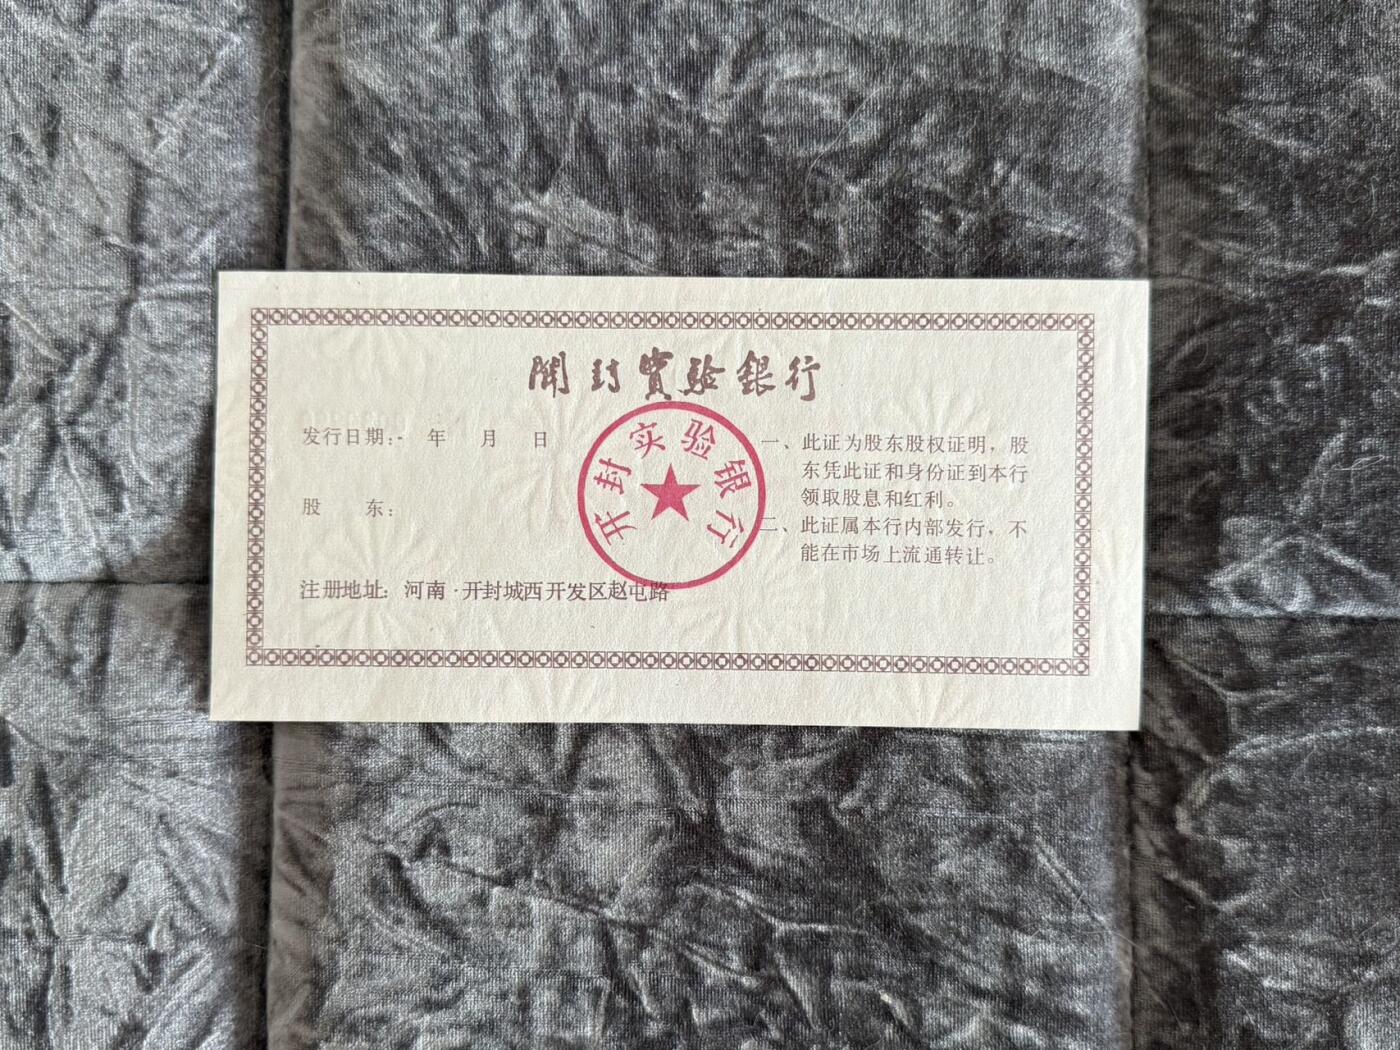 開封實验銀行
开封实验银行
发行日期: 年 月 日
股 东:
注册地址: 河南·开封城西开发区赵屯路
一、此证为股东股权证明，股
东凭此证和身份证到本行
领取股息和红利。
二、此证属本行内部发行，不
能在市场上流通转让。